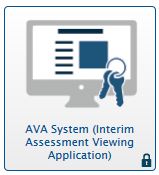 AVA System (Interim
Assessment Viewing
Application)